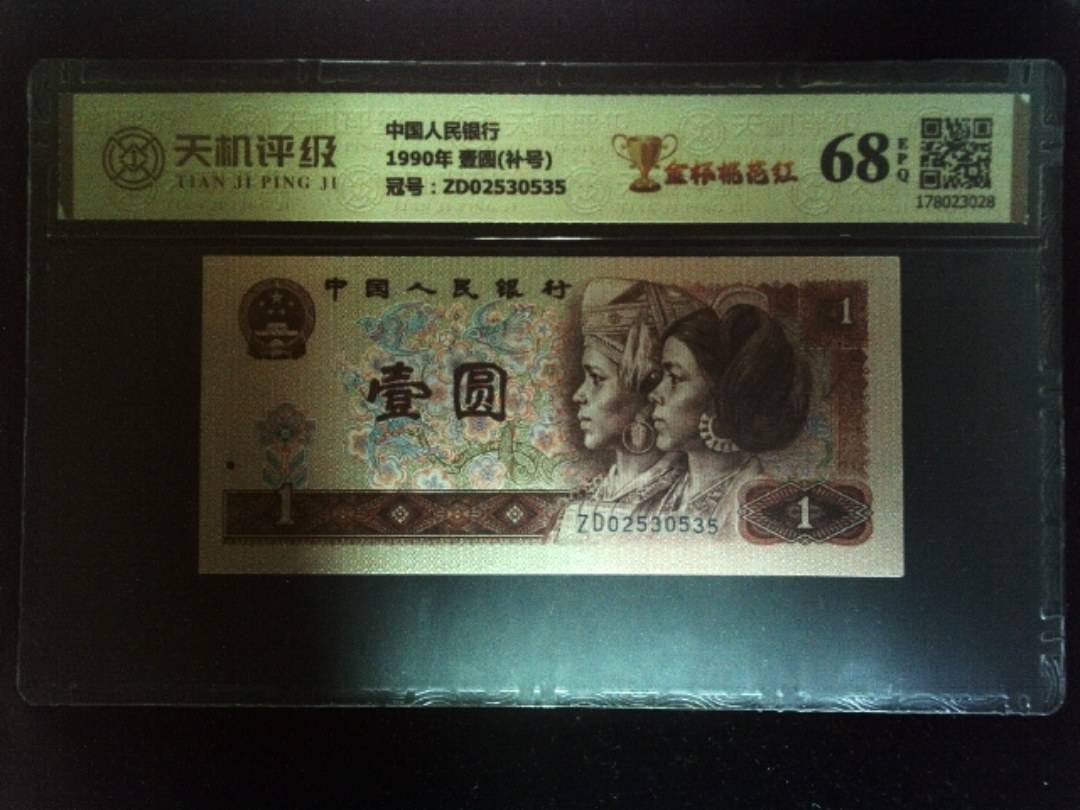 天机评级
TIAN JI PING JI
中国人民银行
1990年 壹圆(补号)
冠号：ZD02530535
金杯桃花红
68
EPQ
178023028
中国人民银行
1
壹圆
1
ZD02530535
1